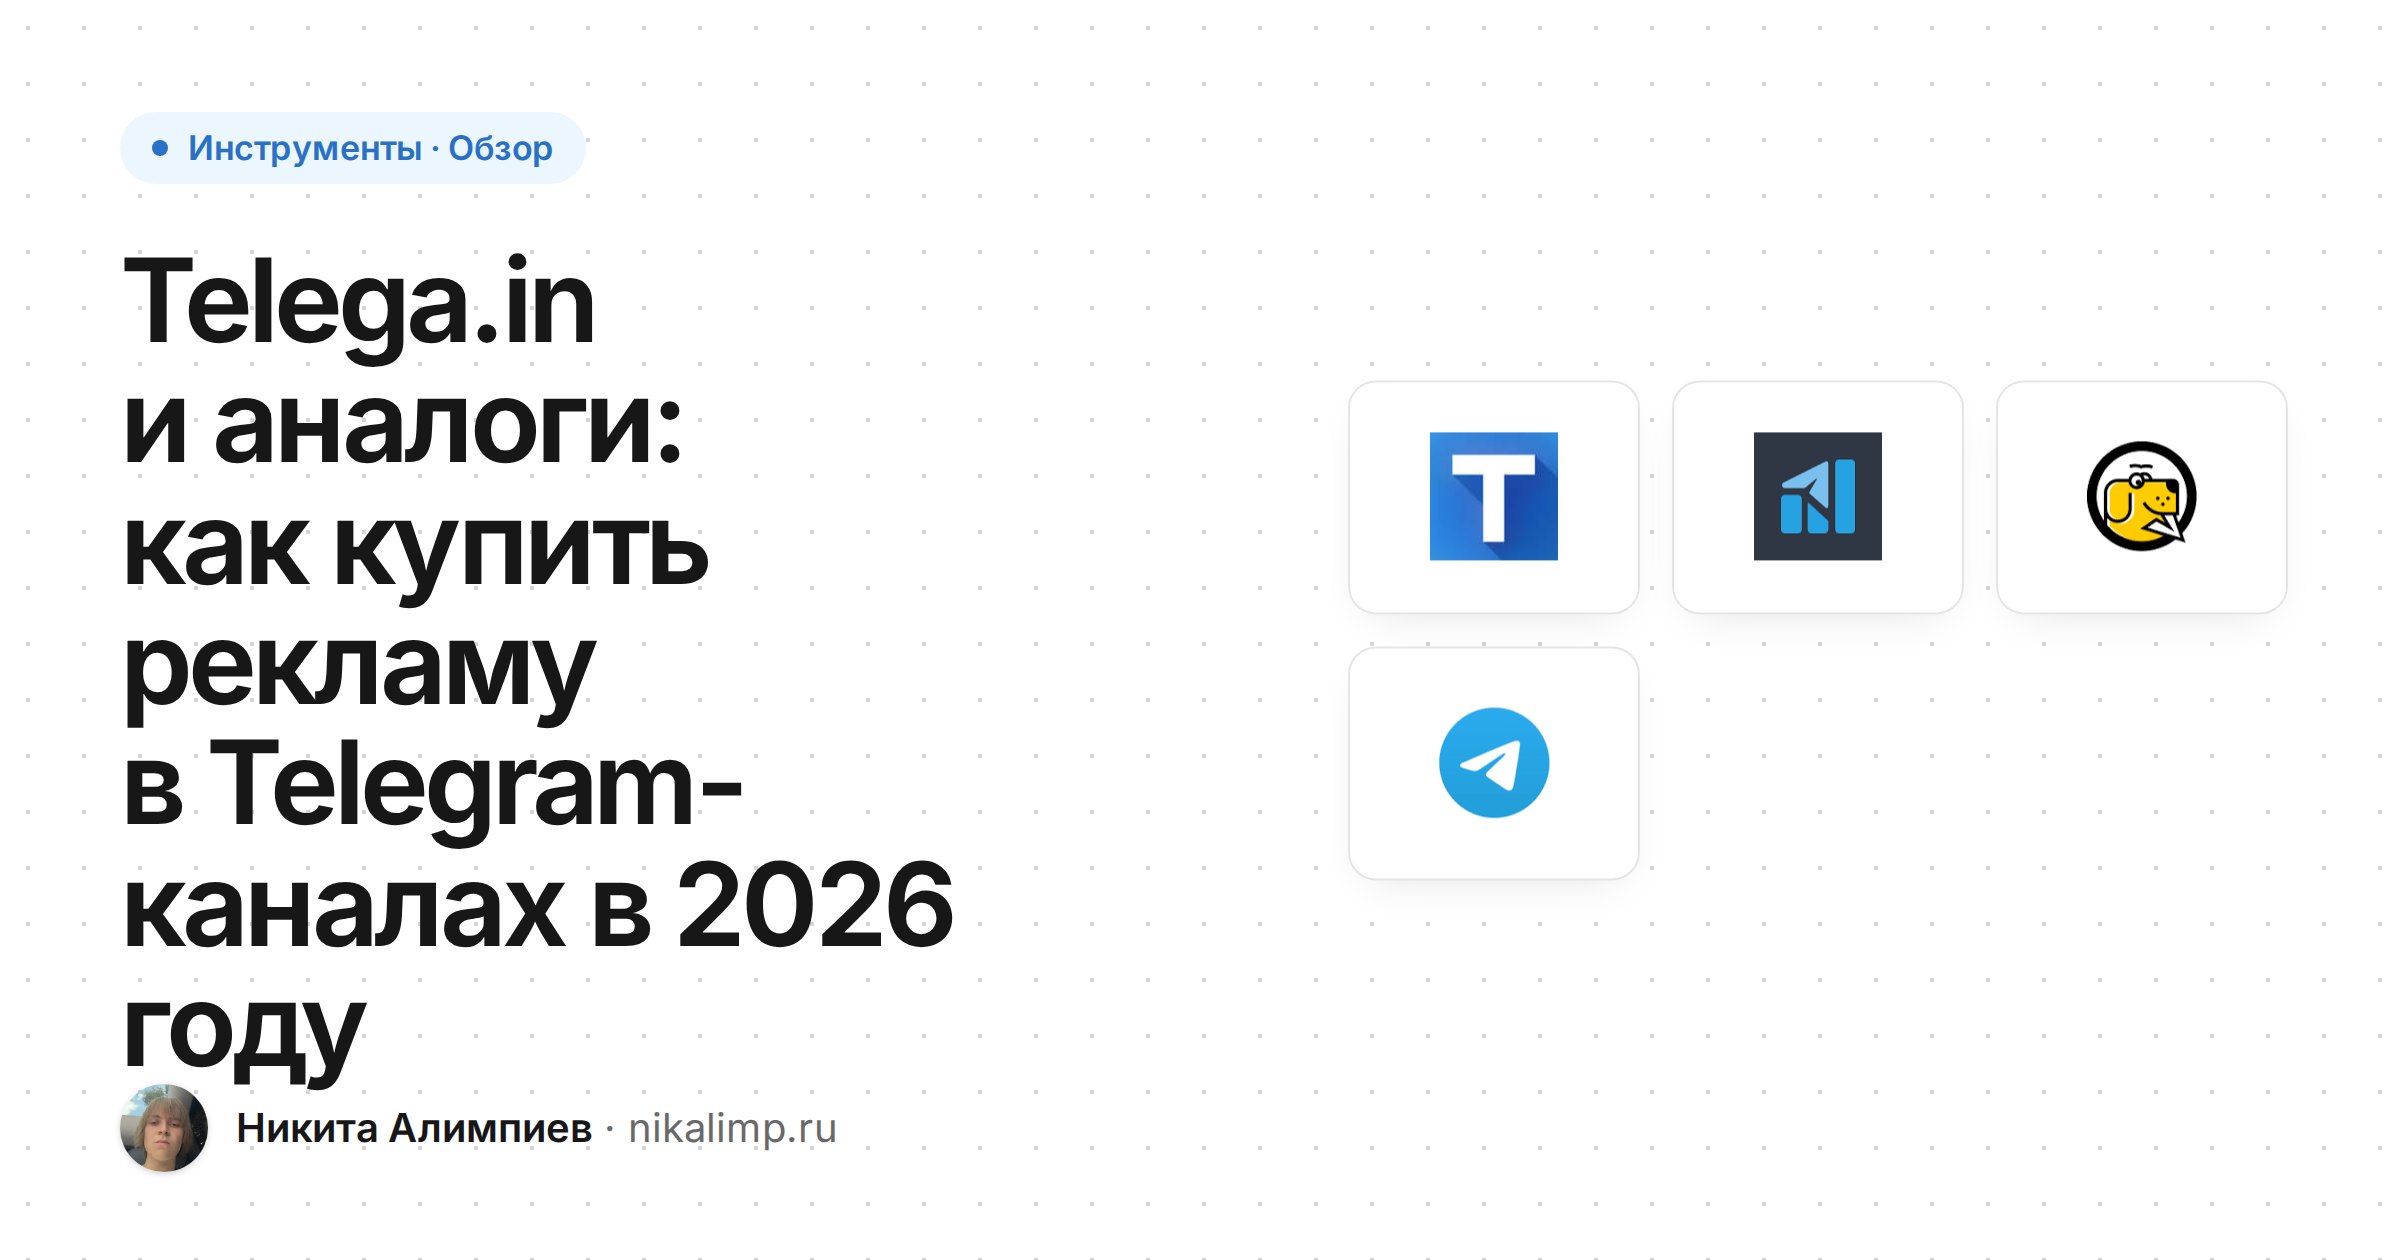 Инструменты · Обзор
Telega.in
и аналоги:
как купить
рекламу
в Telegram-
каналах в 2026
году
Никита Алимпиев · nikalimp.ru
T